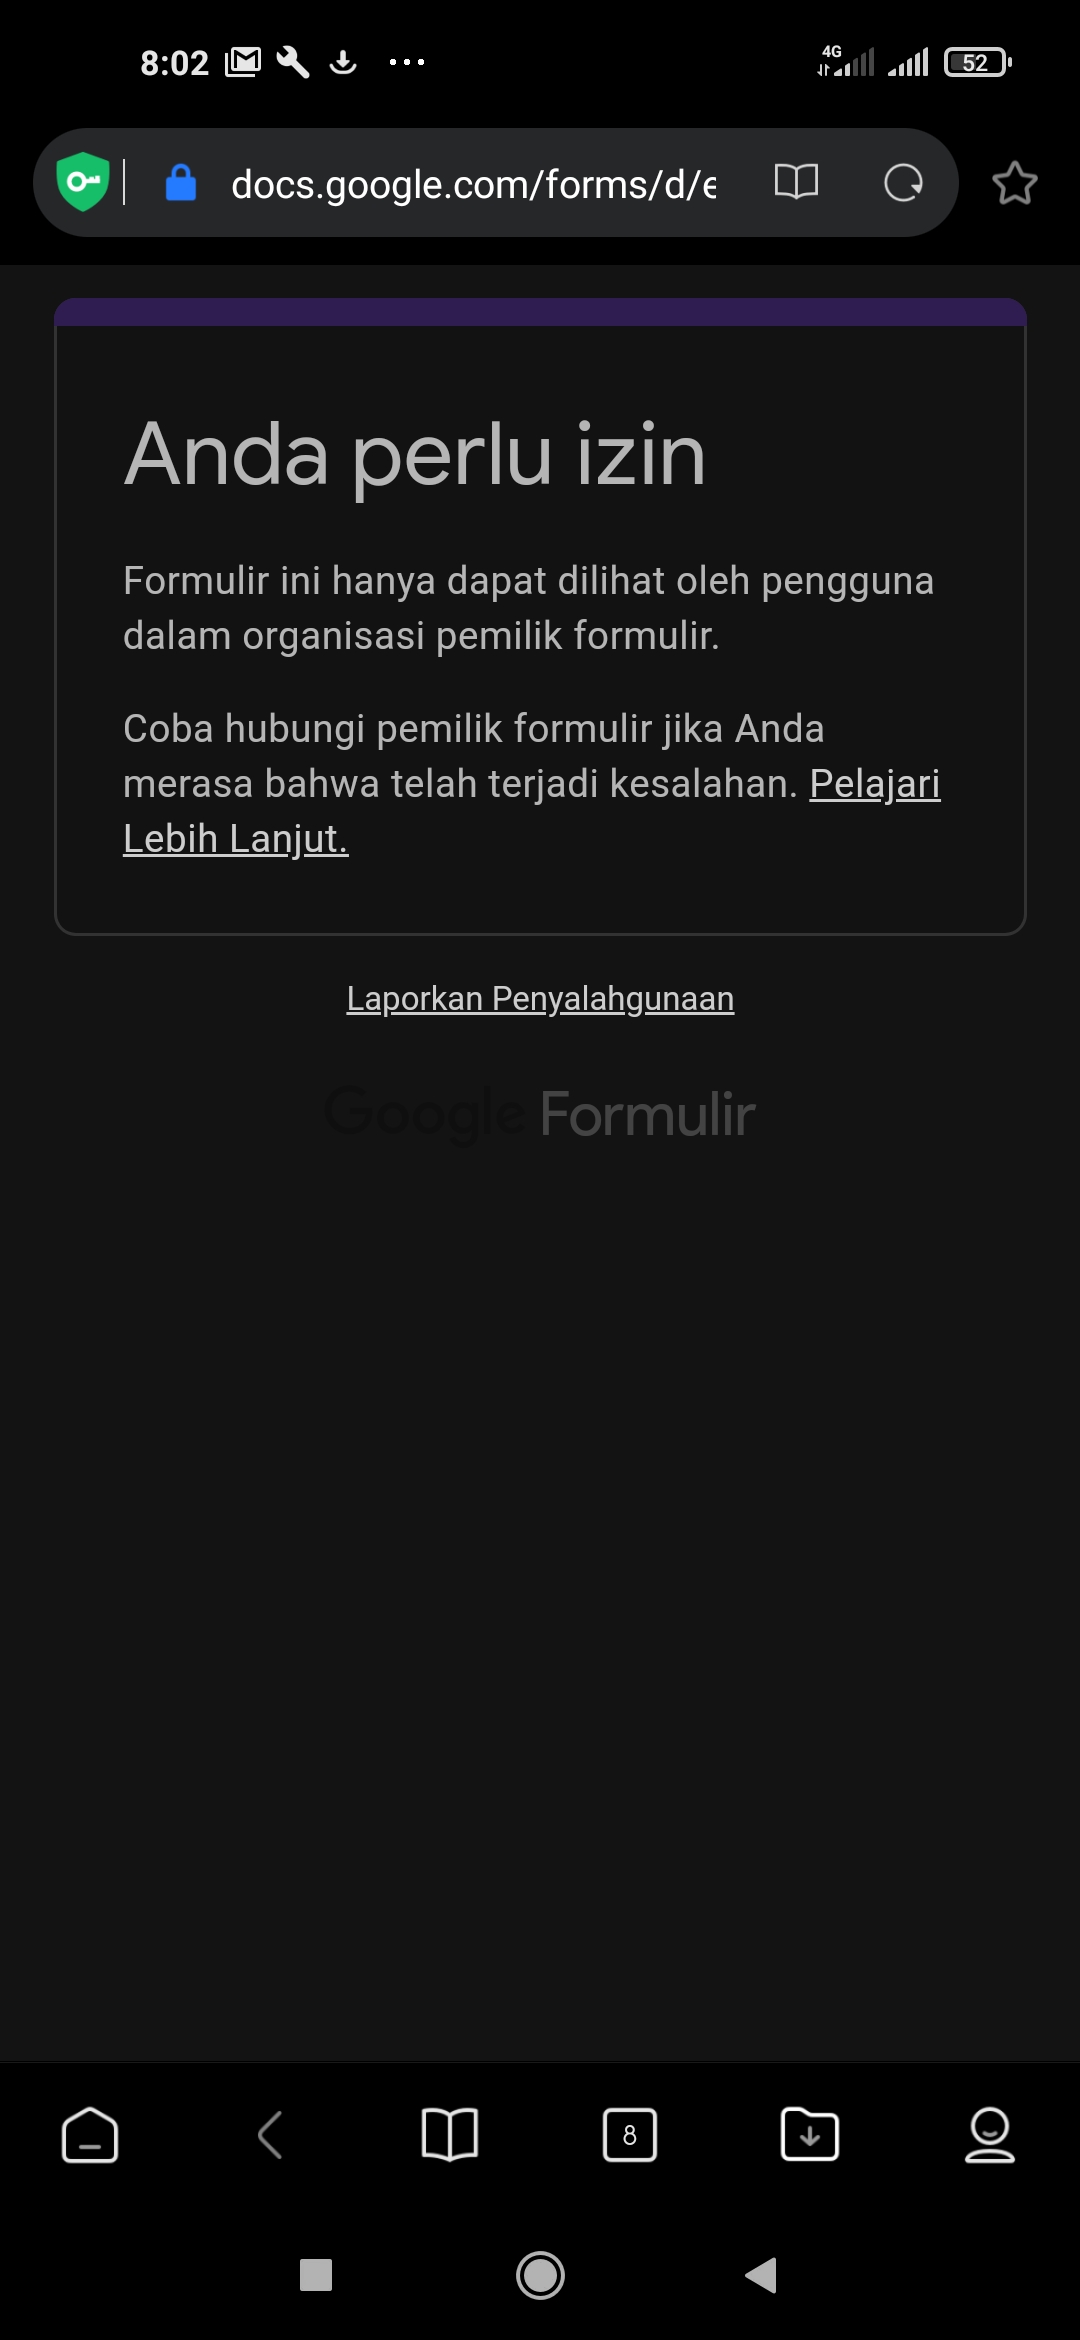 8:02
4G
52
docs.google.com/forms/d/e
Anda perlu izin
Formulir ini hanya dapat dilihat oleh pengguna
dalam organisasi pemilik formulir.
Coba hubungi pemilik formulir jika Anda
merasa bahwa telah terjadi kesalahan. Pelajari
Lebih Lanjut.
Laporkan Penyalahgunaan
Google Formulir
8